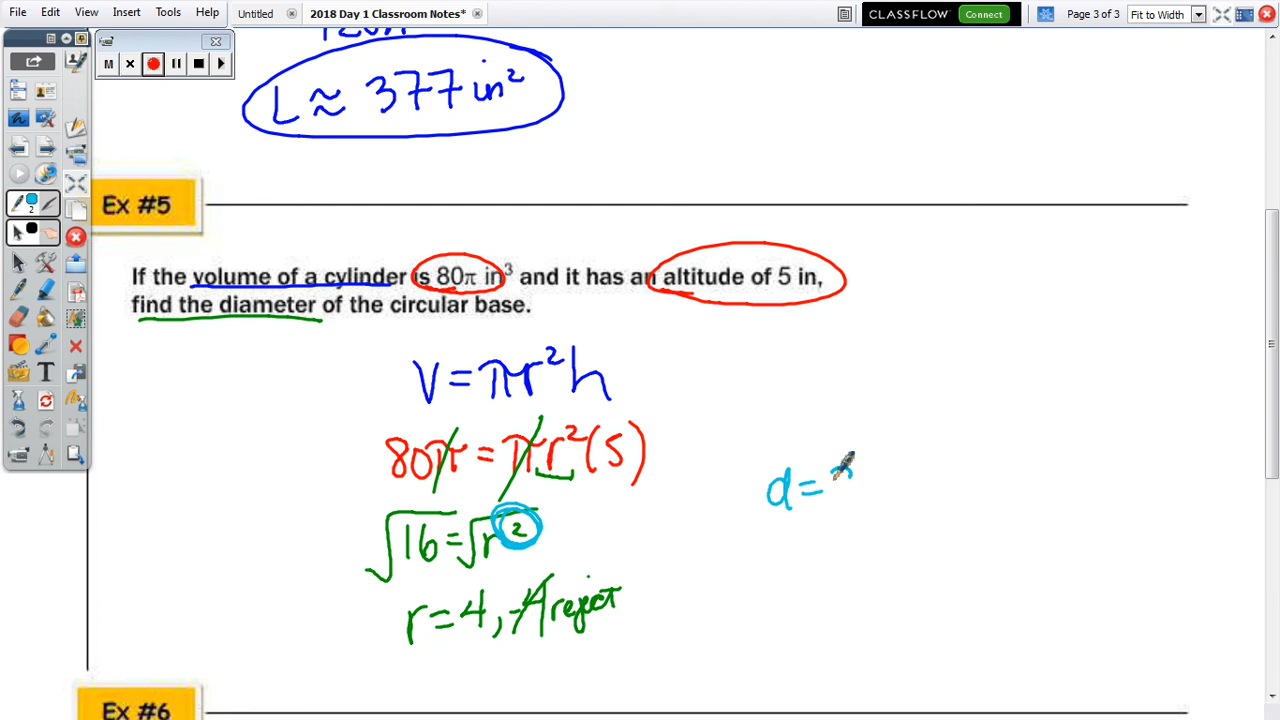 File Edit View Insert Tools Help
Untitled 2018 Day 1 Classroom Notes*
CLASSFLOW Connect Page 3 of 3 Fit to Width
M
L ≈ 377 in²
Ex #5
If the volume of a cylinder is 80π in³ and it has an altitude of 5 in,
find the diameter of the circular base.
V = πr²h
80π = πr²(5)
d =
√16 = √r²
r = 4, -4 reject
2
T
Ex #6